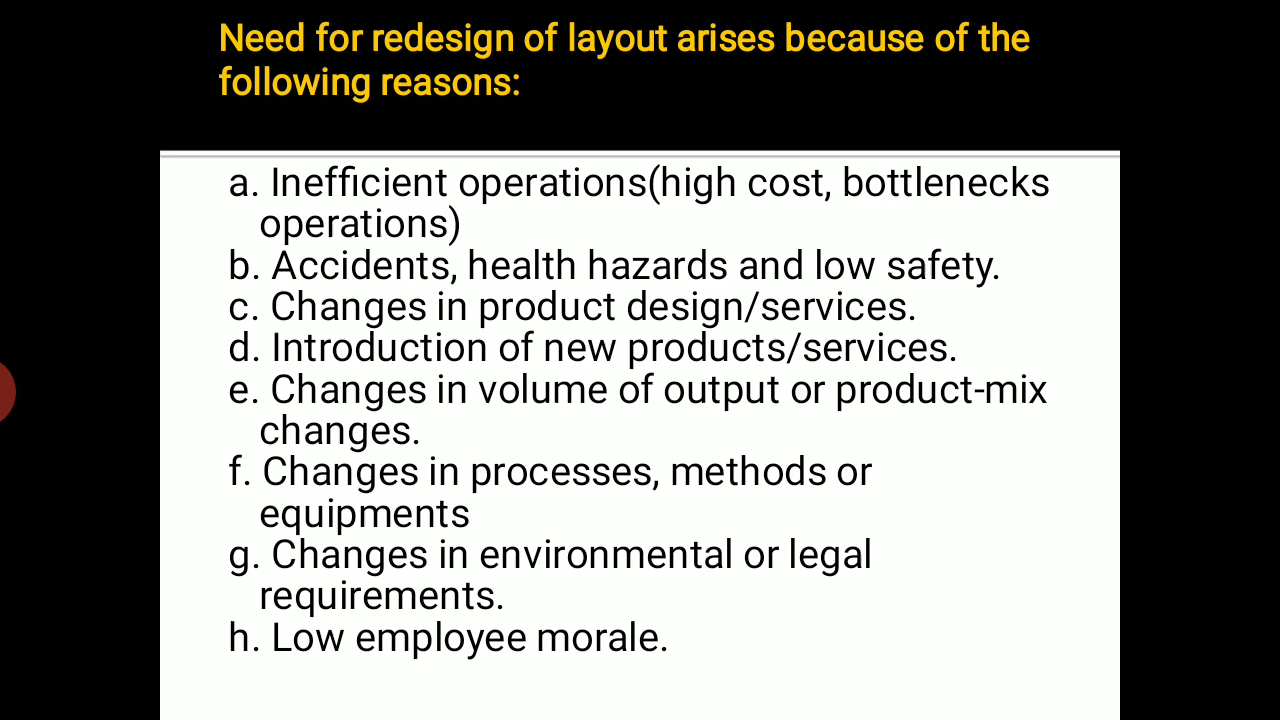 Need for redesign of layout arises because of the
following reasons:
a. Inefficient operations(high cost, bottlenecks
operations)
b. Accidents, health hazards and low safety.
c. Changes in product design/services.
d. Introduction of new products/services.
e. Changes in volume of output or product-mix
changes.
f. Changes in processes, methods or
equipments
g. Changes in environmental or legal
requirements.
h. Low employee morale.